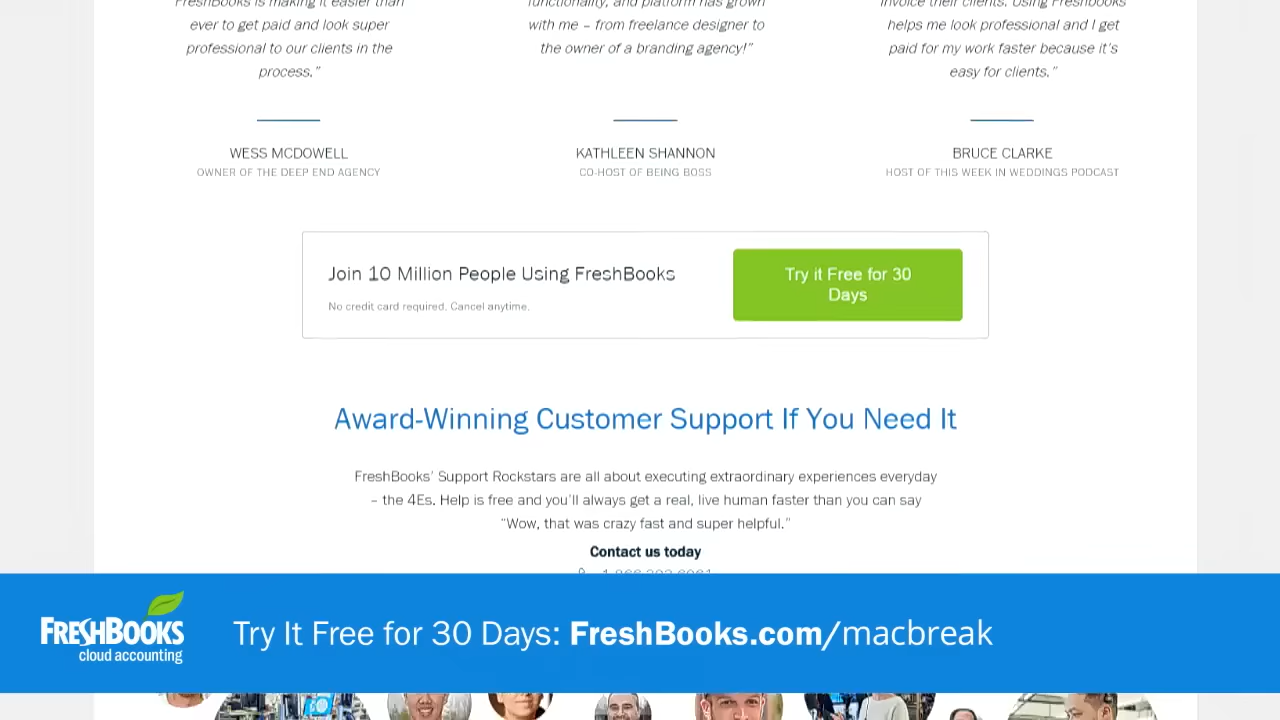 FreshBooks is making it easier than
ever to get paid and look super
professional to our clients in the
process.”
WESS MCDOWELL
OWNER OF THE DEEP END AGENCY
functionality, and platform has grown
with me – from freelance designer to
the owner of a branding agency!”
KATHLEEN SHANNON
CO-HOST OF BEING BOSS
invoice their clients. Using Freshbooks
helps me look professional and I get
paid for my work faster because it’s
easy for clients.”
BRUCE CLARKE
HOST OF THIS WEEK IN WEDDINGS PODCAST
Join 10 Million People Using FreshBooks
No credit card required. Cancel anytime.
Try it Free for 30
Days
Award-Winning Customer Support If You Need It
FreshBooks’ Support Rockstars are all about executing extraordinary experiences everyday
– the 4Es. Help is free and you’ll always get a real, live human faster than you can say
“Wow, that was crazy fast and super helpful.”
Contact us today
FRESHBOOKS
cloud accounting
Try It Free for 30 Days: FreshBooks.com/macbreak